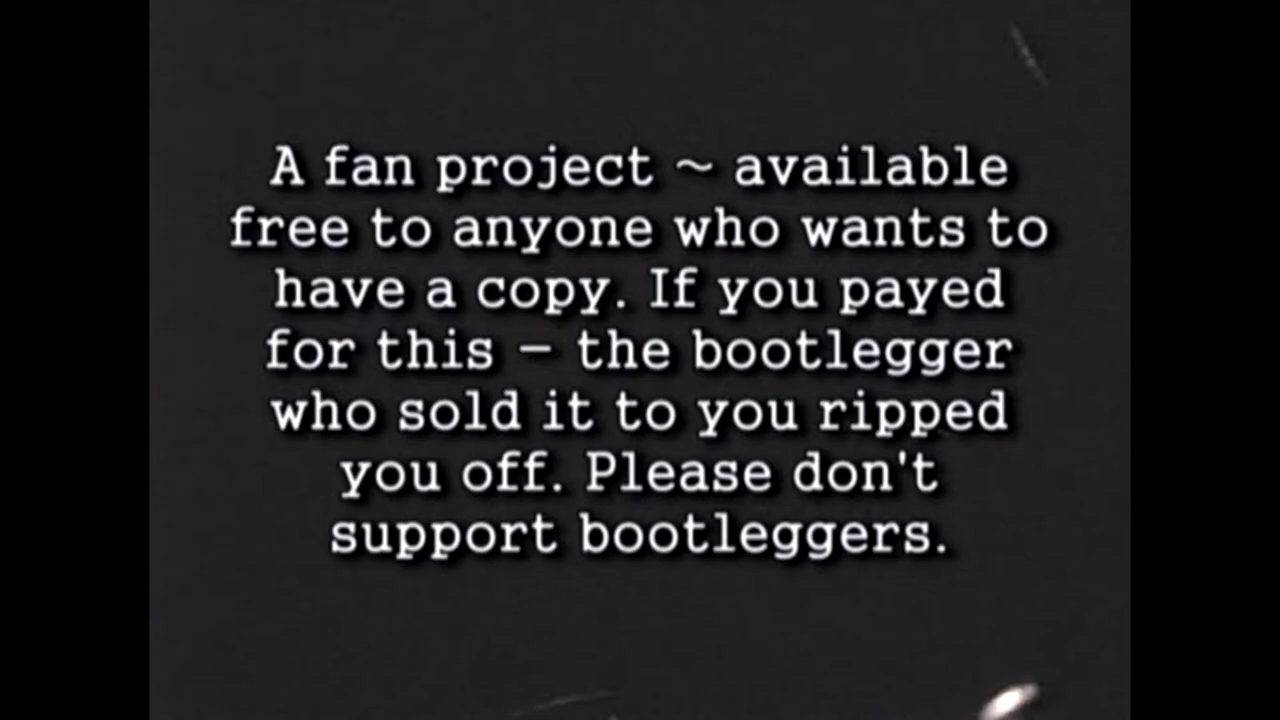 A fan project ~ available
free to anyone who wants to
have a copy. If you payed
for this – the bootlegger
who sold it to you ripped
you off. Please don't
support bootleggers.